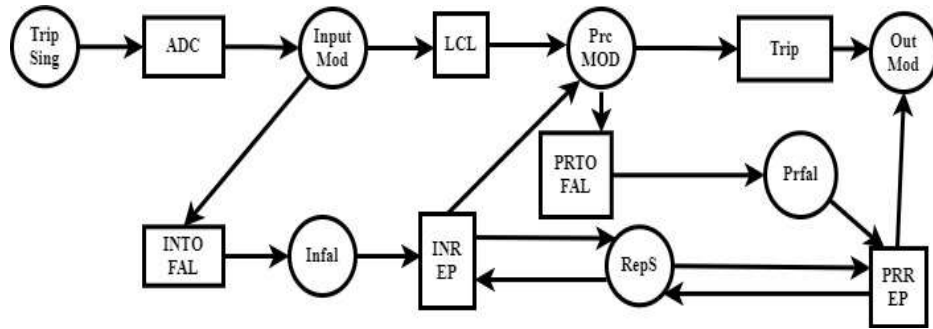 Trip
Sing
ADC
Input
Mod
LCL
Prc
MOD
Trip
Out
Mod
PRTO
FAL
Prfal
INTO
FAL
Infal
INR
EP
RepS
PRR
EP